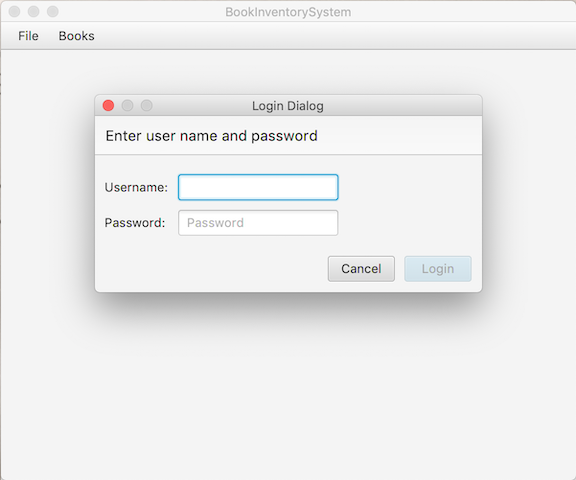 BookInventorySystem
File Books
Login Dialog
Enter user name and password
Username:
Password: Password
Cancel Login